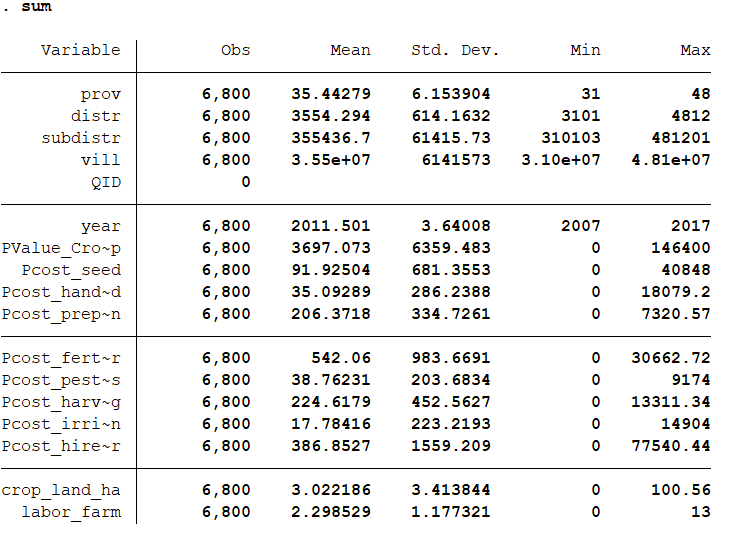 . sum
Variable | Obs Mean Std. Dev. Min Max
prov | 6,800 35.44279 6.153904 31 48
distr | 6,800 3554.294 614.1632 3101 4812
subdistr | 6,800 355436.7 61415.73 310103 481201
vill | 6,800 3.55e+07 6141573 3.10e+07 4.81e+07
QID | 0
year | 6,800 2011.501 3.64008 2007 2017
PValue_Cro~p | 6,800 3697.073 6359.483 0 146400
Pcost_seed | 6,800 91.92504 681.3553 0 40848
Pcost_hand~d | 6,800 35.09289 286.2388 0 18079.2
Pcost_prep~n | 6,800 206.3718 334.7261 0 7320.57
Pcost_fert~r | 6,800 542.06 983.6691 0 30662.72
Pcost_pest~s | 6,800 38.76231 203.6834 0 9174
Pcost_harv~g | 6,800 224.6179 452.5627 0 13311.34
Pcost_irri~n | 6,800 17.78416 223.2193 0 14904
Pcost_hire~r | 6,800 386.8527 1559.209 0 77540.44
crop_land_ha | 6,800 3.022186 3.413844 0 100.56
labor_farm | 6,800 2.298529 1.177321 0 13